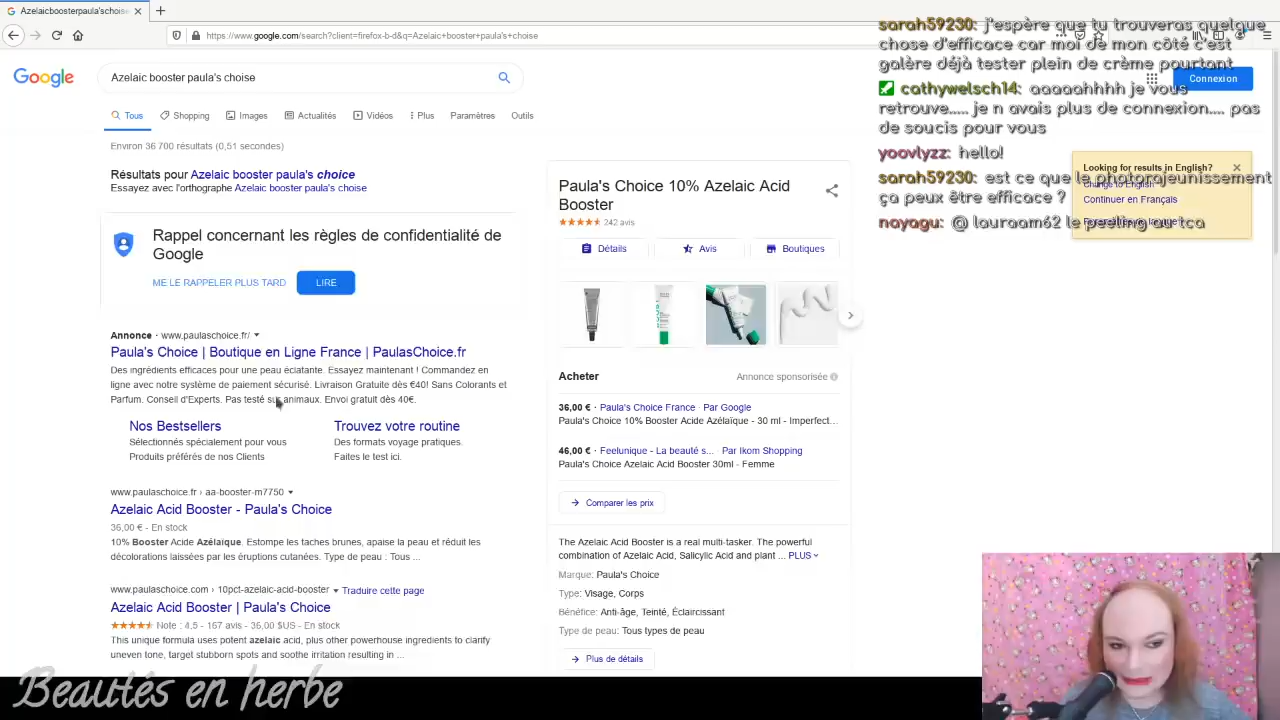 Azelaicboosterpaula'schoise
https://www.google.com/search?client=firefox-b-d&q=Azelaic+booster+paula's+choise
Google
Azelaic booster paula's choise
Connexion
Tous
Shopping
Images
Actualités
Vidéos
Plus
Paramètres
Outils
Environ 36 700 résultats (0,51 secondes)
Résultats pour Azelaic booster paula's choice
Essayez avec l'orthographe Azelaic booster paula's choise
Rappel concernant les règles de confidentialité de
Google
ME LE RAPPELER PLUS TARD
LIRE
Annonce · www.paulaschoice.fr/
Paula's Choice | Boutique en Ligne France | PaulasChoice.fr
Des ingrédients efficaces pour une peau éclatante. Essayez maintenant ! Commandez en
ligne avec notre système de paiement sécurisé. Livraison Gratuite dès €40! Sans Colorants et
Parfum. Conseil d'Experts. Pas testé sur animaux. Envoi gratuit dès 40€.
Nos Bestsellers
Sélectionnés spécialement pour vous
Produits préférés de nos Clients
Trouvez votre routine
Des formats voyage pratiques.
Faites le test ici.
www.paulaschoice.fr › aa-booster-m7750
Azelaic Acid Booster - Paula's Choice
36,00 € - En stock
10% Booster Acide Azélaïque. Estompe les taches brunes, apaise la peau et réduit les
décolorations laissées par les éruptions cutanées. Type de peau : Tous ...
www.paulaschoice.com › 10pct-azelaic-acid-booster
Traduire cette page
Azelaic Acid Booster | Paula's Choice
Note : 4,5 - 167 avis - 36,00 $US - En stock
This unique formula uses potent azelaic acid, plus other powerhouse ingredients to clarify
uneven tone, target stubborn spots and soothe irritation resulting in ...
Paula's Choice 10% Azelaic Acid
Booster
242 avis
Détails
Avis
Boutiques
Acheter
Annonce sponsorisée
36,00 € · Paula's Choice France · Par Google
Paula's Choice 10% Booster Acide Azélaïque - 30 ml - Imperfect...
46,00 € · Feelunique - La beauté s... · Par Ikom Shopping
Paula's Choice Azelaic Acid Booster 30ml - Femme
Comparer les prix
The Azelaic Acid Booster is a real multi-tasker. The powerful
combination of Azelaic Acid, Salicylic Acid and plant ... PLUS
Marque: Paula's Choice
Type: Visage, Corps
Bénéfice: Anti-âge, Teinté, Éclaircissant
Type de peau: Tous types de peau
Plus de détails
Looking for results in English?
Change to English
Continuer en Français
sarah59230: j'espère que tu trouveras quelque
chose d'efficace car moi de mon côté c'est
galère déjà tester plein de crème pourtant
cathywelsch14: aaaaahhhh je vous
retrouve..... je n avais plus de connexion.... pas
de soucis pour vous
yoovlyzz: hello!
sarah59230: est ce que le photorajeunissement
ça peux être efficace ?
noyagu: @ lauraam62 le peeling au tca
Beautés en herbe